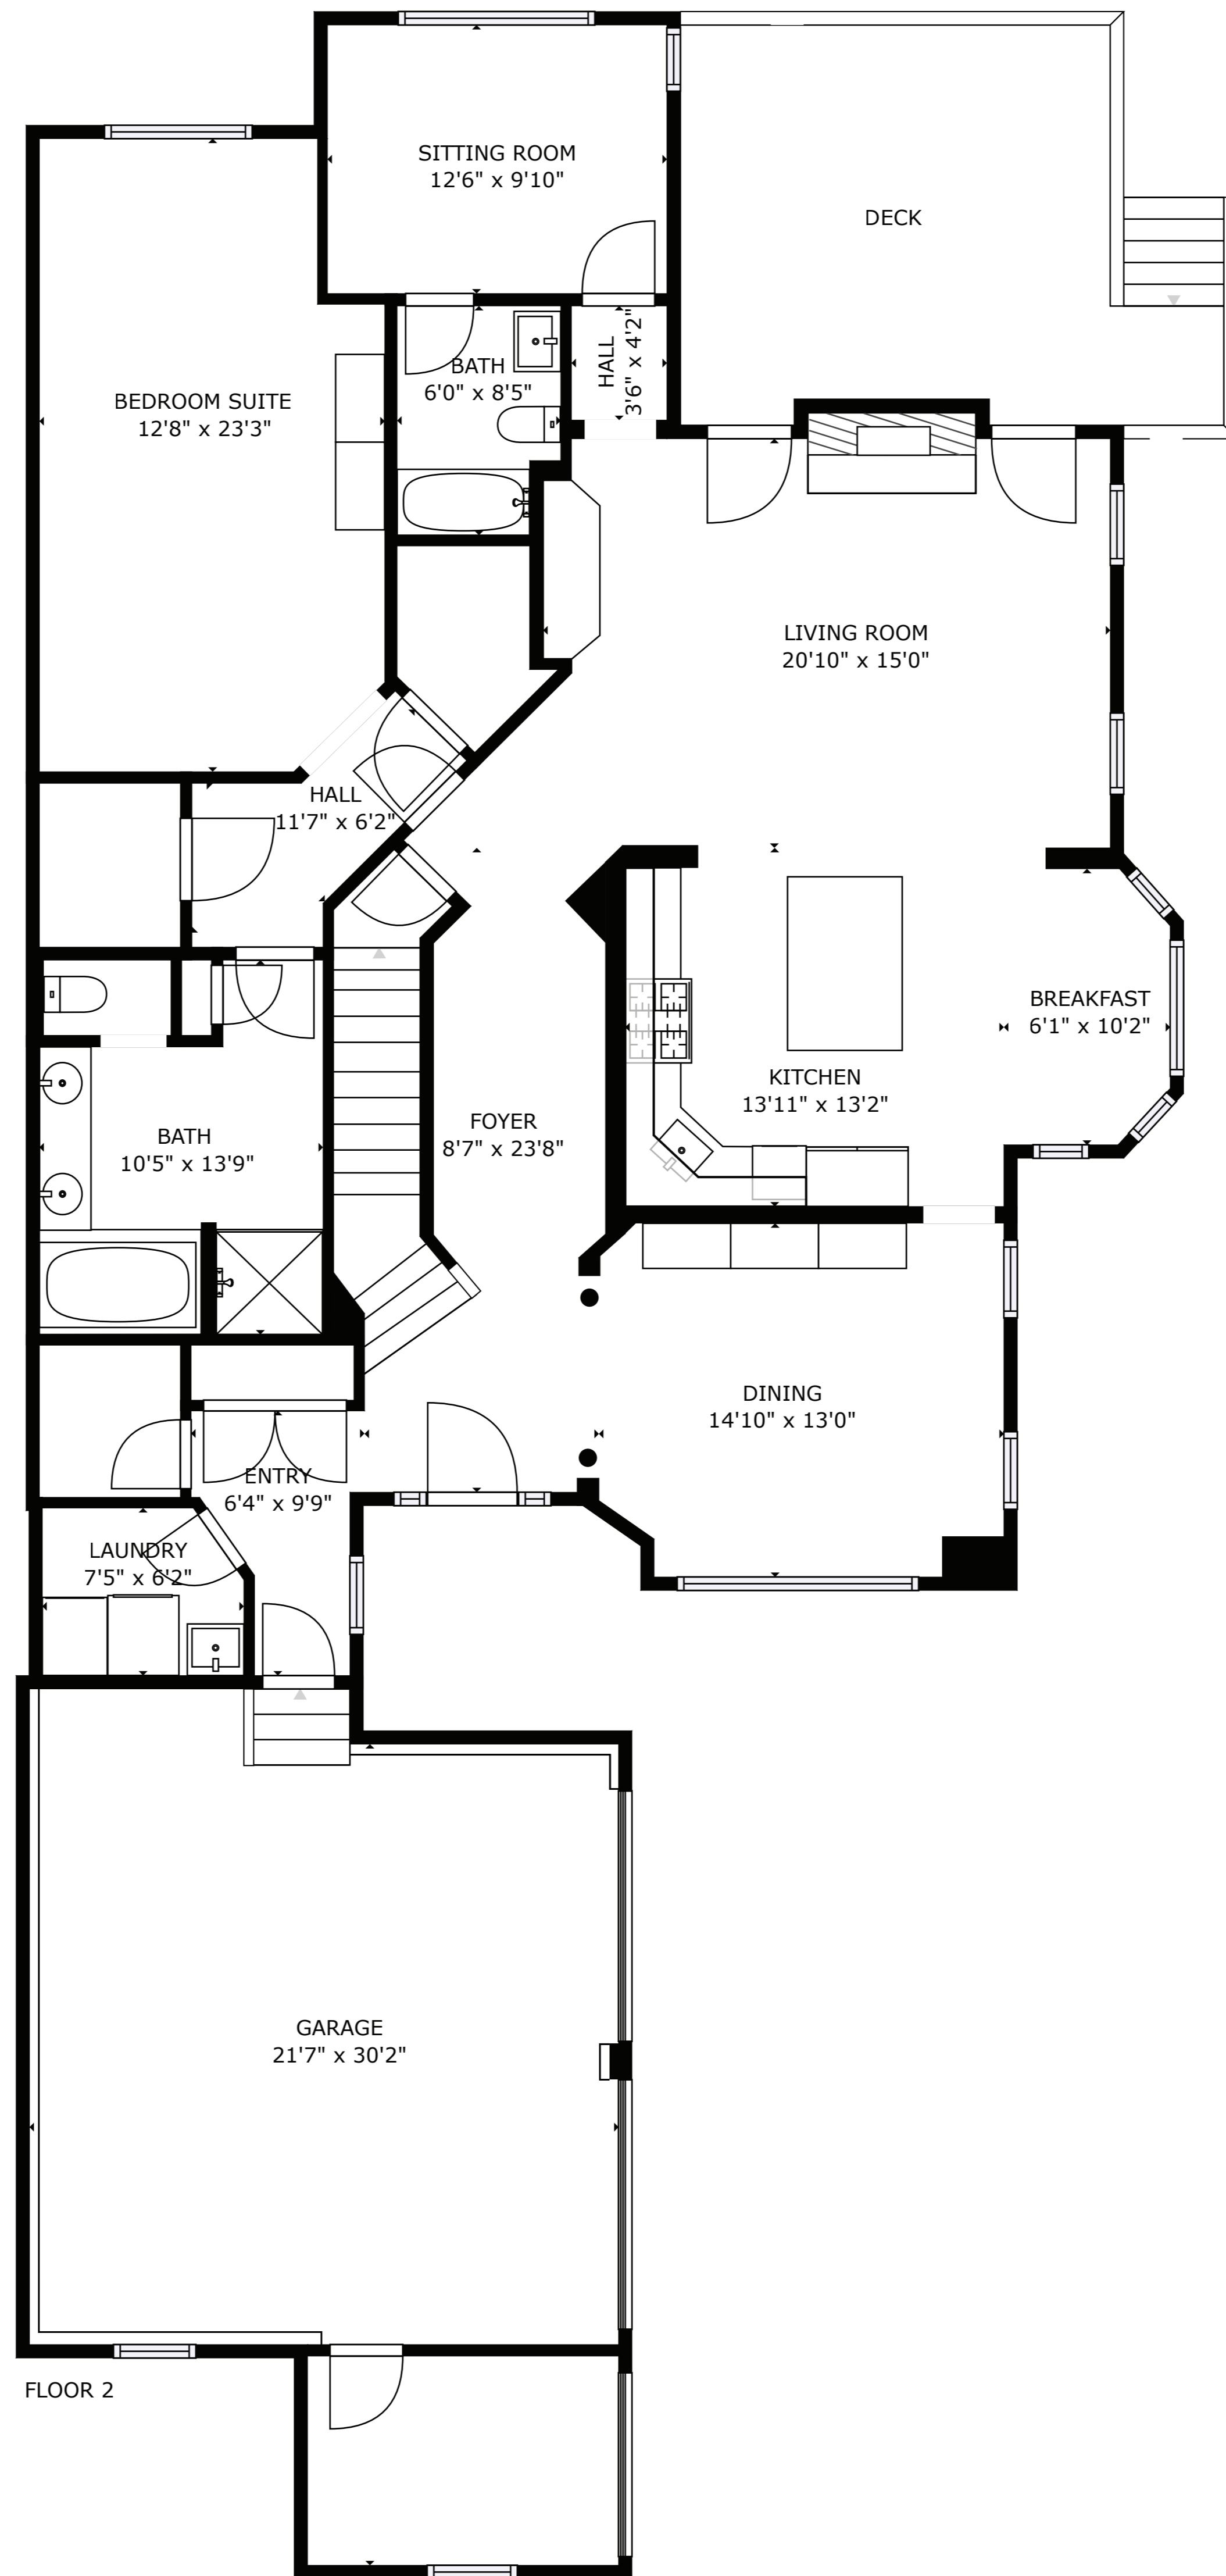 SITTING ROOM
12'6" x 9'10"
DECK
BEDROOM SUITE
12'8" x 23'3"
BATH
6'0" x 8'5"
HALL
3'6" x 4'2"
LIVING ROOM
20'10" x 15'0"
HALL
11'7" x 6'2"
BREAKFAST
6'1" x 10'2"
KITCHEN
13'11" x 13'2"
FOYER
8'7" x 23'8"
BATH
10'5" x 13'9"
DINING
14'10" x 13'0"
ENTRY
6'4" x 9'9"
LAUNDRY
7'5" x 6'2"
GARAGE
21'7" x 30'2"
FLOOR 2